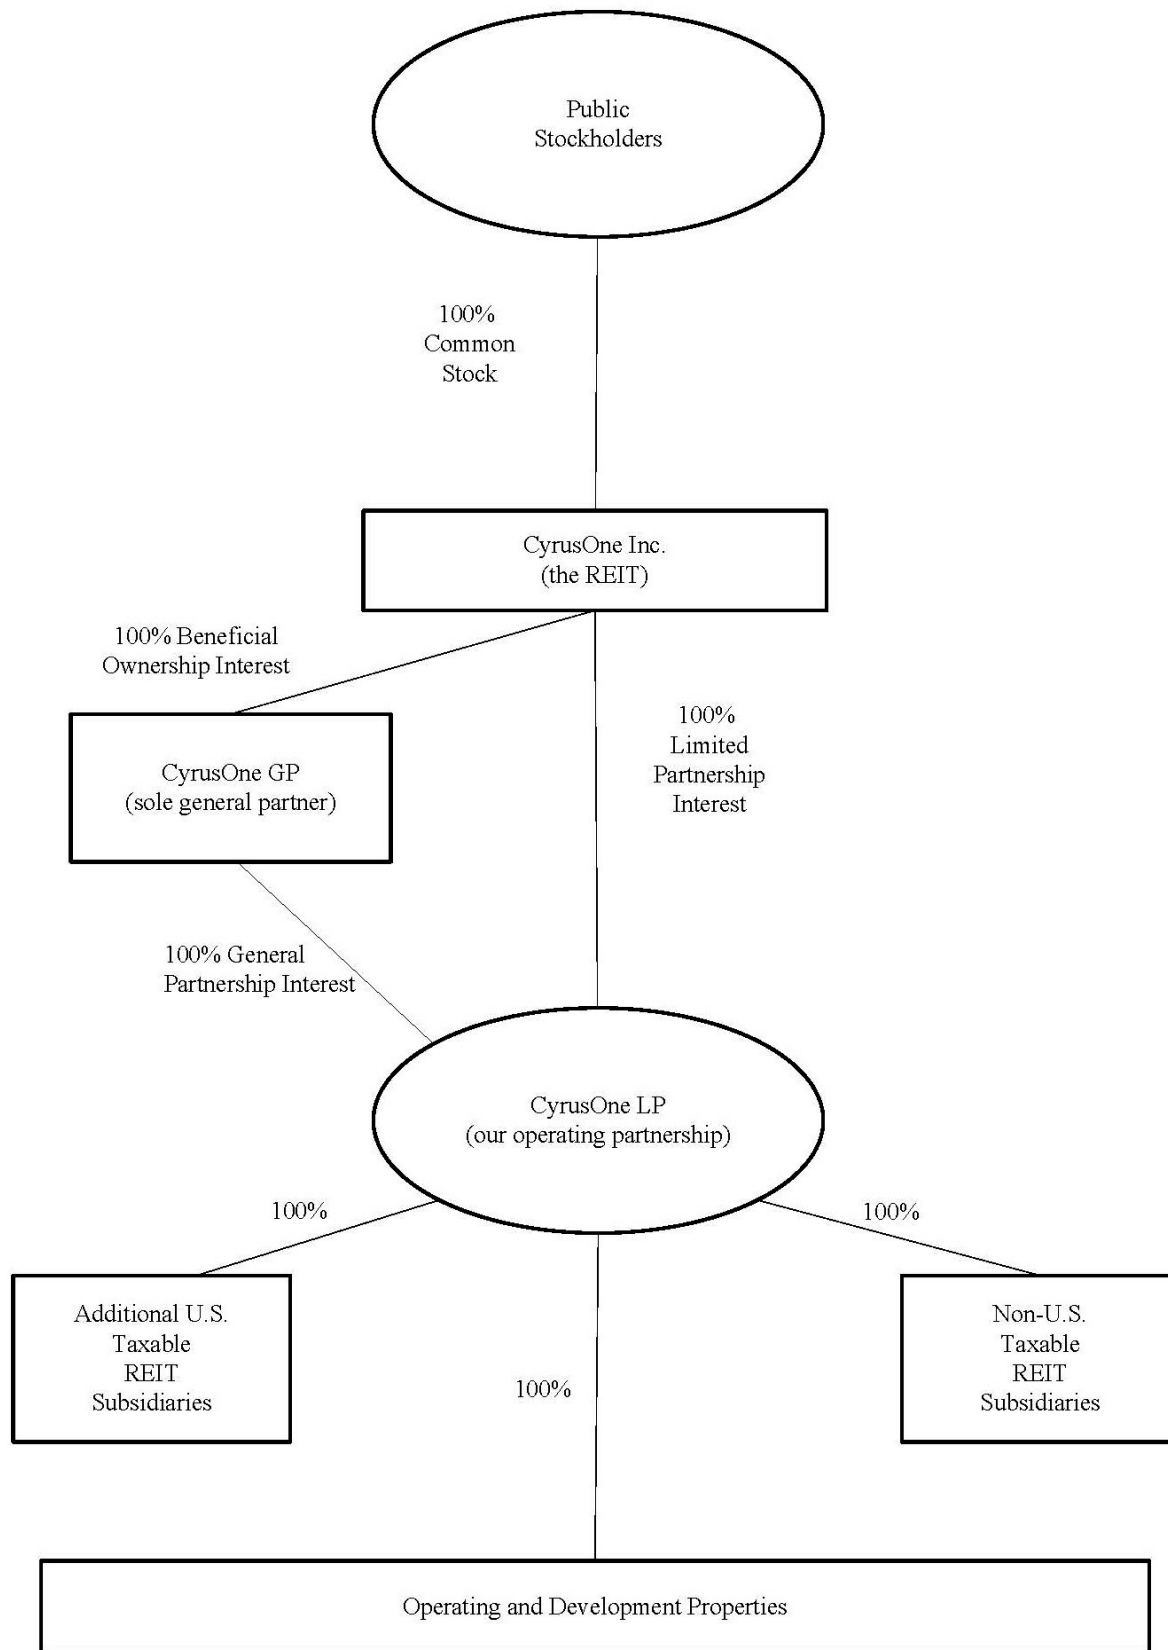 Public
Stockholders
100%
Common
Stock
CyrusOne Inc.
(the REIT)
100% Beneficial
Ownership Interest
CyrusOne GP
(sole general partner)
100%
Limited
Partnership
Interest
100% General
Partnership Interest
CyrusOne LP
(our operating partnership)
100%
100%
Additional U.S.
Taxable
REIT
Subsidiaries
Non-U.S.
Taxable
REIT
Subsidiaries
100%
Operating and Development Properties